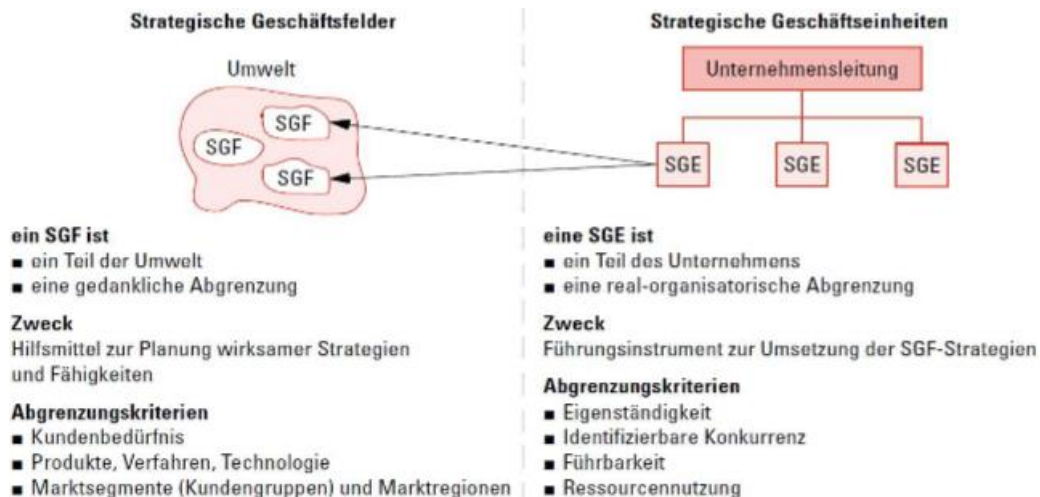 Strategische Geschäftsfelder
Umwelt
SGF
SGF
SGF
ein SGF ist
■ ein Teil der Umwelt
■ eine gedankliche Abgrenzung
Zweck
Hilfsmittel zur Planung wirksamer Strategien
und Fähigkeiten
Abgrenzungskriterien
■ Kundenbedürfnis
■ Produkte, Verfahren, Technologie
■ Marktsegmente (Kundengruppen) und Marktregionen
Strategische Geschäftseinheiten
Unternehmensleitung
SGE SGE SGE
eine SGE ist
■ ein Teil des Unternehmens
■ eine real-organisatorische Abgrenzung
Zweck
Führungsinstrument zur Umsetzung der SGF-Strategien
Abgrenzungskriterien
■ Eigenständigkeit
■ Identifizierbare Konkurrenz
■ Führbarkeit
■ Ressourcennutzung